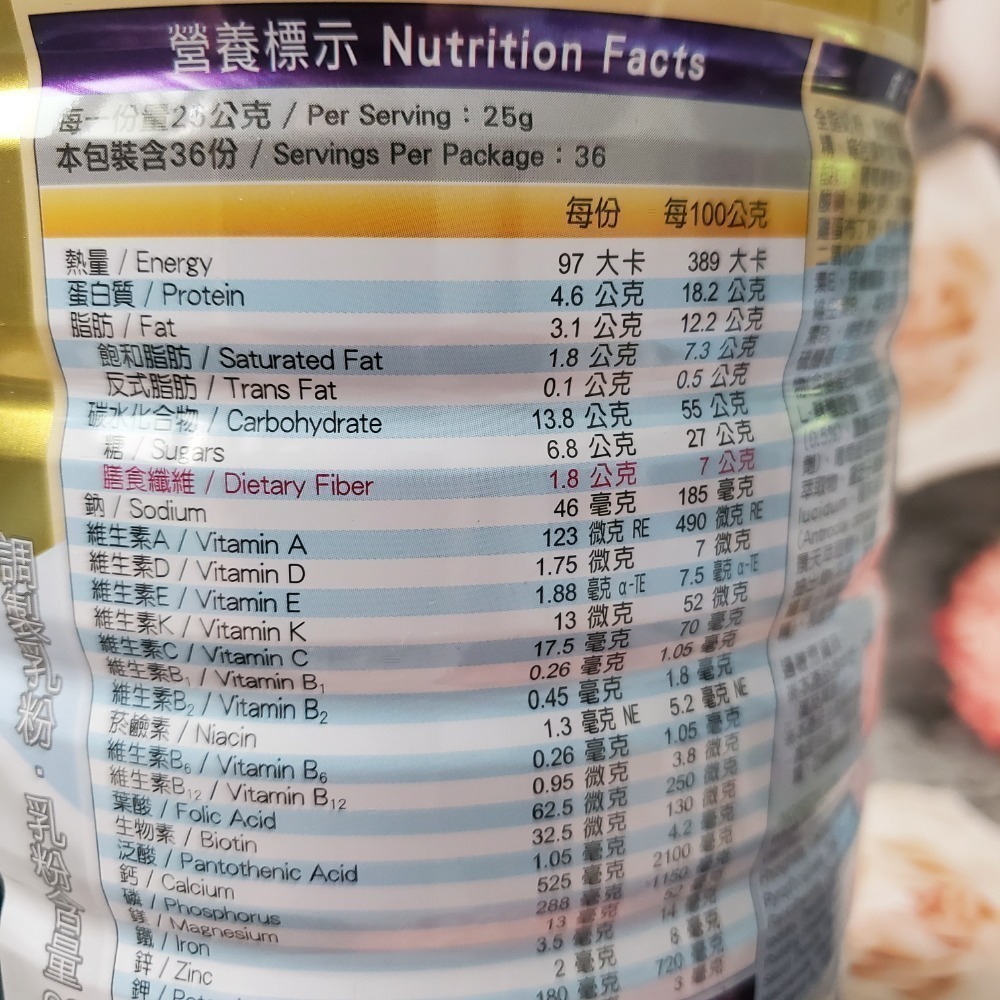 營養標示 Nutrition Facts
每一份量25公克 / Per Serving：25g
本包裝含36份 / Servings Per Package：36
每份 每100公克
熱量 / Energy 97 大卡 389 大卡
蛋白質 / Protein 4.6 公克 18.2 公克
脂肪 / Fat 3.1 公克 12.2 公克
飽和脂肪 / Saturated Fat 1.8 公克 7.3 公克
反式脂肪 / Trans Fat 0.1 公克 0.5 公克
碳水化合物 / Carbohydrate 13.8 公克 55 公克
糖 / Sugars 6.8 公克 27 公克
膳食纖維 / Dietary Fiber 1.8 公克 7 公克
鈉 / Sodium 46 毫克 185 毫克
維生素A / Vitamin A 123 微克 RE 490 微克 RE
維生素D / Vitamin D 1.75 微克 7 微克
維生素E / Vitamin E 1.88 毫克 α-TE 7.5 毫克 α-TE
維生素K / Vitamin K 13 微克 52 微克
維生素C / Vitamin C 17.5 毫克 70 毫克
維生素B₁ / Vitamin B₁ 0.26 毫克 1.05 毫克
維生素B₂ / Vitamin B₂ 0.45 毫克 1.8 毫克
菸鹼素 / Niacin 1.3 毫克 NE 5.2 毫克 NE
維生素B₆ / Vitamin B₆ 0.26 毫克 1.05 毫克
維生素B₁₂ / Vitamin B₁₂ 0.95 微克 3.8 微克
葉酸 / Folic Acid 62.5 微克 250 微克
生物素 / Biotin 32.5 微克 130 微克
泛酸 / Pantothenic Acid 1.05 毫克 4.2 毫克
鈣 / Calcium 525 毫克 2100 毫克
磷 / Phosphorus 288 毫克 1150 毫克
鎂 / Magnesium 13 毫克 52 毫克
鐵 / Iron 3.5 毫克 14 毫克
鋅 / Zinc 2 毫克 8 毫克
鉀 / 180 毫克 720 毫克
3 毫克
調製乳粉．乳粉含量